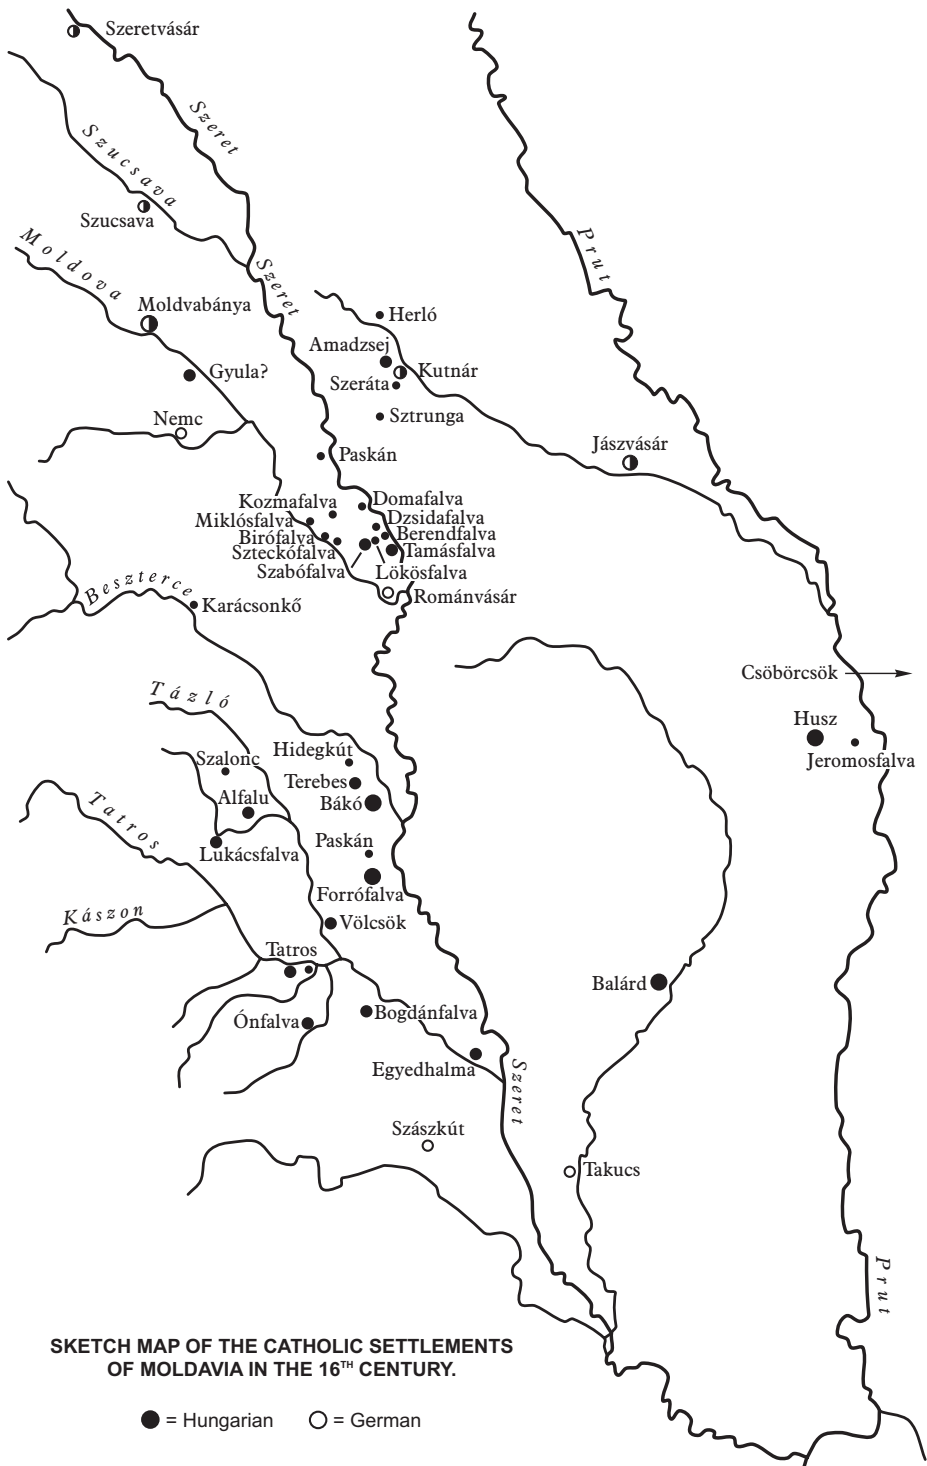 Szeretvásár
Szeret
Szucsava
Szucsava
Prut
Moldova
Szeret
Moldvabánya
Herló
Amadzsej
Gyula?
Kutnár
Szeráta
Nemc
Sztrunga
Jászvásár
Paskán
Kozmafalva
Domafalva
Miklósfalva
Dzsidafalva
Birófalva
Berendfalva
Szteckófalva
Tamásfalva
Szabófalva
Lökösfalva
Beszterce
Karácsonkő
Románvásár
Csöbörcsök
Tázló
Husz
Hidegkút
Jeromosfalva
Szalonc
Terebes
Alfalu
Bákó
Tatros
Paskán
Lukácsfalva
Forrófalva
Kászon
Völcsök
Tatros
Balárd
Ónfalva
Bogdánfalva
Egyedhalma
Szeret
Szászkút
Takucs
Prut
SKETCH MAP OF THE CATHOLIC SETTLEMENTS
OF MOLDAVIA IN THE 16TH CENTURY.
= Hungarian = German